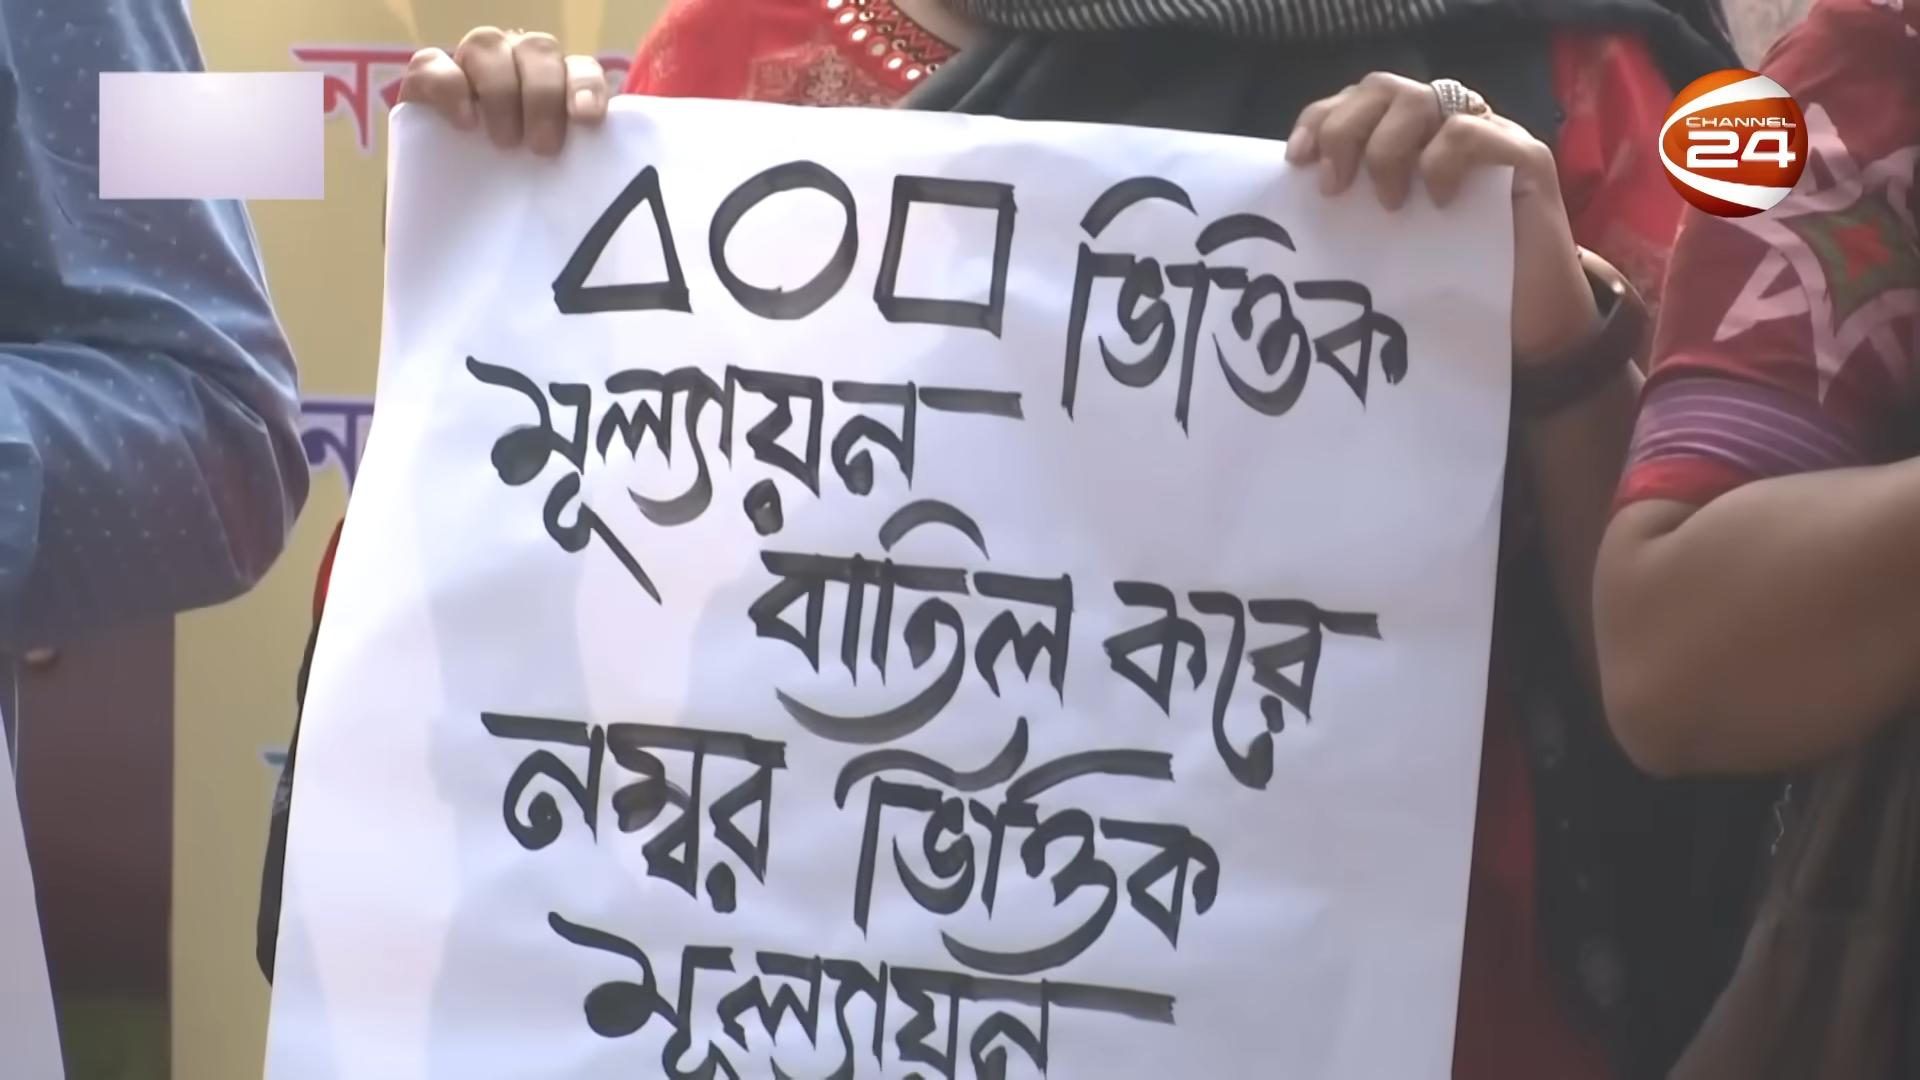 CHANNEL
24
△○□ ভিত্তিক
মূল্যায়ন
বাতিল করে
নম্বর ভিত্তিক
মূল্যায়ন